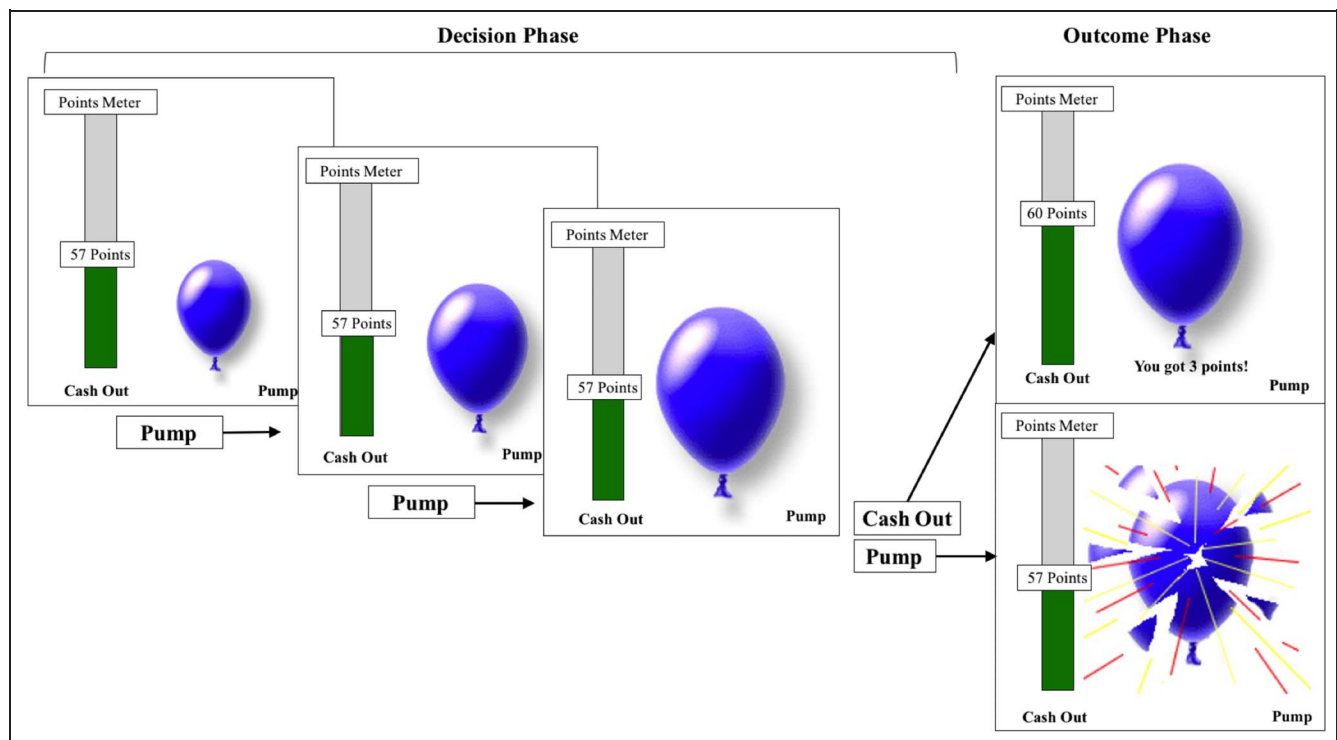 Decision Phase
Outcome Phase
Points Meter
57 Points
Cash Out
Pump
Pump
Points Meter
57 Points
Cash Out
Pump
Pump
Points Meter
57 Points
Cash Out
Pump
Cash Out
Pump
Points Meter
60 Points
You got 3 points!
Cash Out
Pump
Points Meter
57 Points
Cash Out
Pump